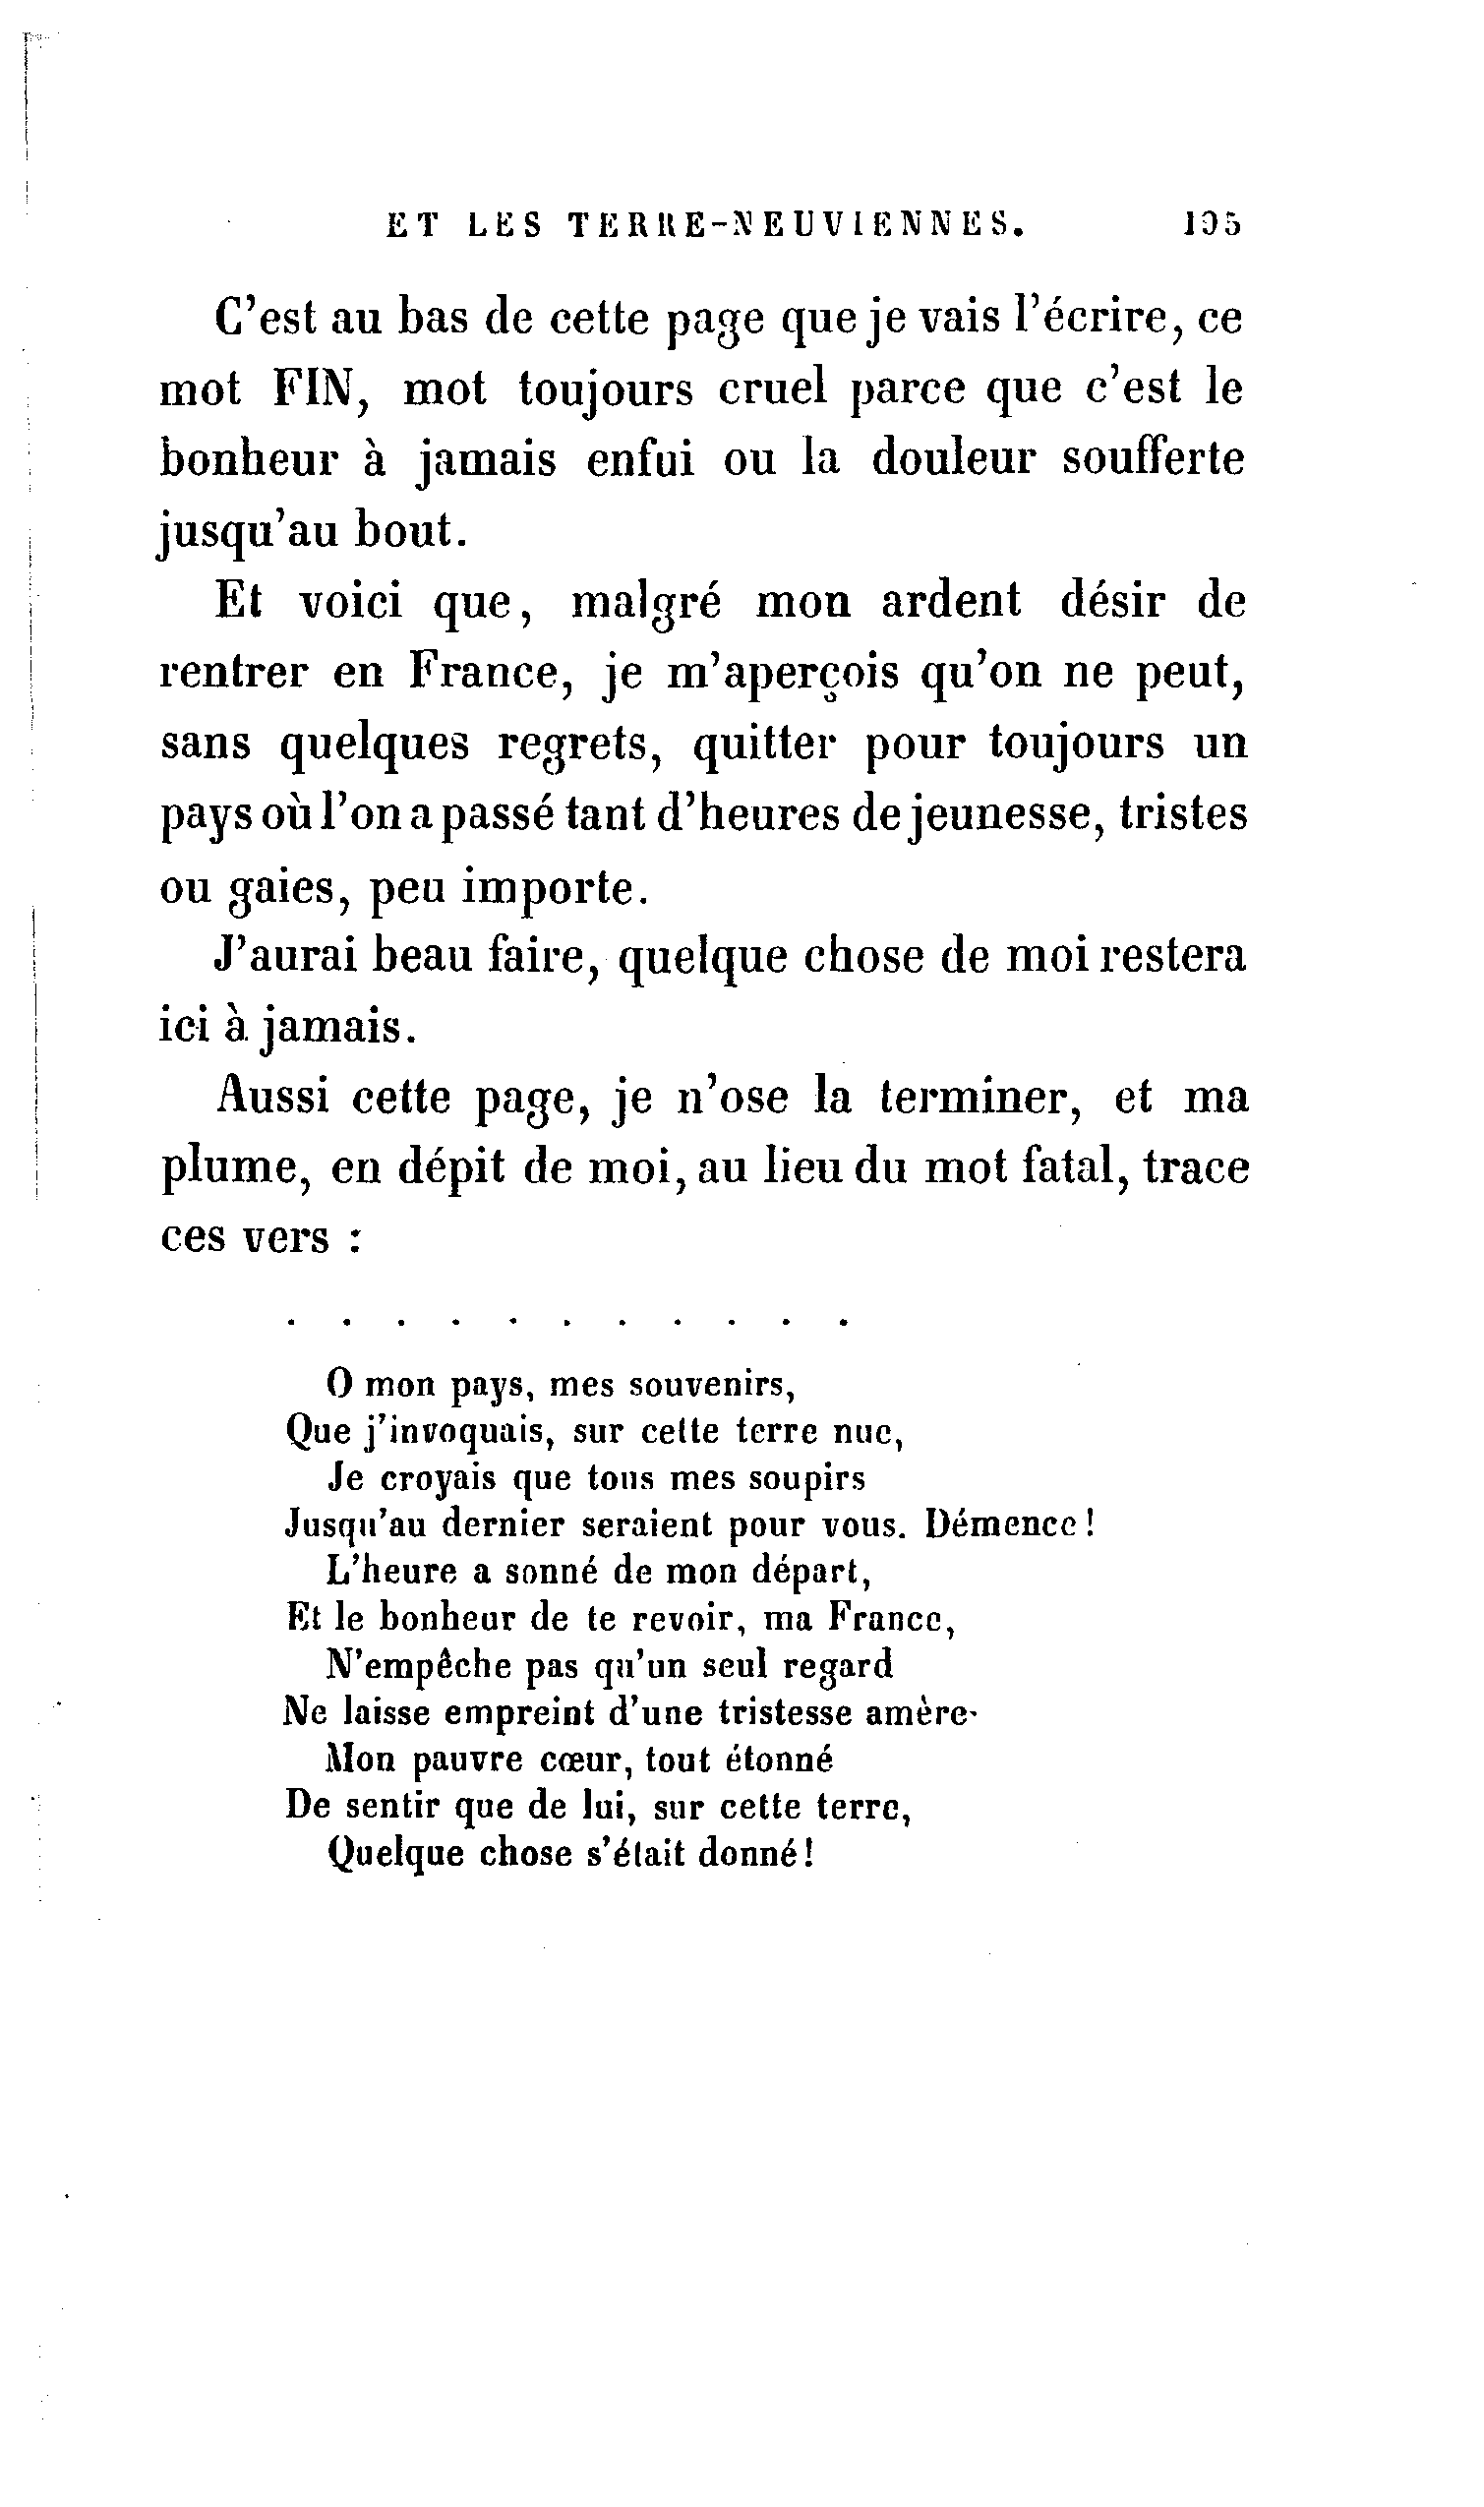 ET LES TERRE-NEUVIENNES. 195
C'est au bas de cette page que je vais l'écrire, ce
mot FIN, mot toujours cruel parce que c'est le
bonheur à jamais enfui ou la douleur soufferte
jusqu'au bout.
Et voici que, malgré mon ardent désir de
rentrer en France, je m'aperçois qu'on ne peut,
sans quelques regrets, quitter pour toujours un
pays où l'on a passé tant d'heures de jeunesse, tristes
ou gaies, peu importe.
J'aurai beau faire, quelque chose de moi restera
ici à jamais.
Aussi cette page, je n'ose la terminer, et ma
plume, en dépit de moi, au lieu du mot fatal, trace
ces vers :
. . . . . . . . . . .
O mon pays, mes souvenirs,
Que j'invoquais, sur cette terre nue,
Je croyais que tous mes soupirs
Jusqu'au dernier seraient pour vous. Démence !
L'heure a sonné de mon départ,
Et le bonheur de te revoir, ma France,
N'empêche pas qu'un seul regard
Ne laisse empreint d'une tristesse amère.
Mon pauvre cœur, tout étonné
De sentir que de lui, sur cette terre,
Quelque chose s'était donné !